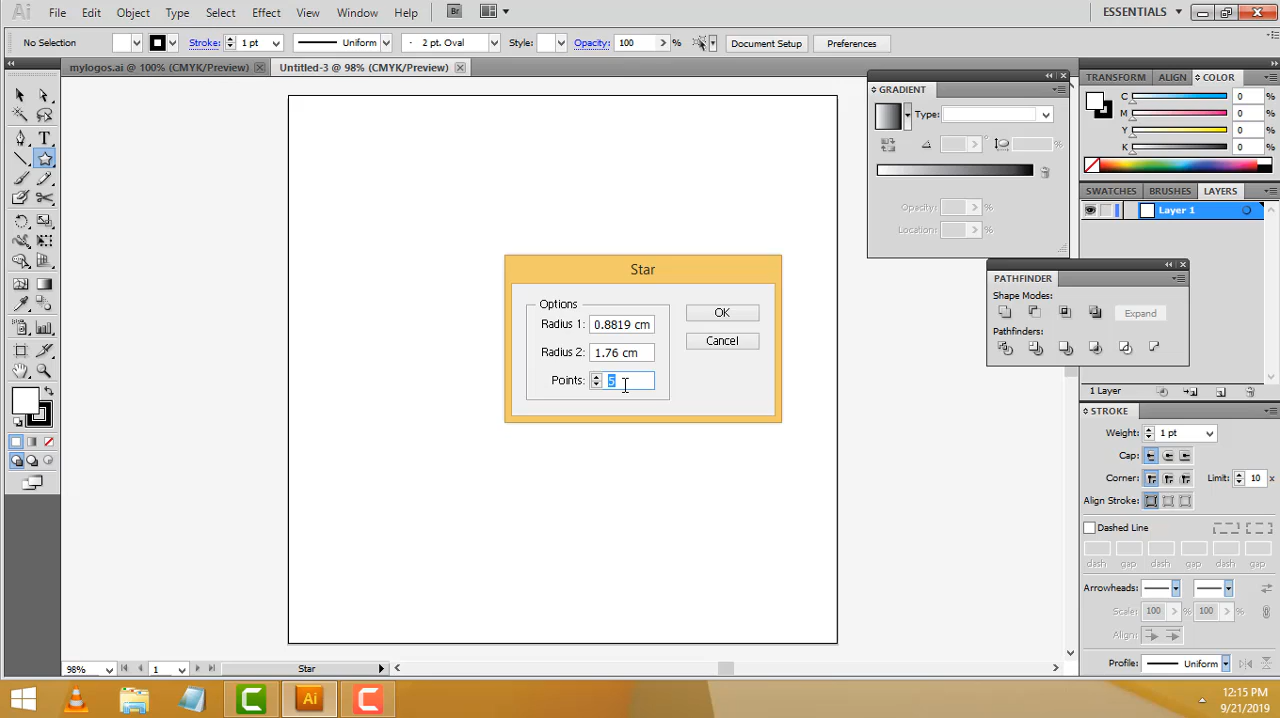 Ai File Edit Object Type Select Effect View Window Help Br ESSENTIALS
No Selection Stroke: 1 pt Uniform 2 pt. Oval Style: Opacity: 100 % Document Setup Preferences
mylogos.ai @ 100% (CMYK/Preview) Untitled-3 @ 98% (CMYK/Preview)
TRANSFORM ALIGN COLOR
GRADIENT
Type:
%
Opacity: %
Location: %
C 0 %
M 0 %
Y 0 %
K 0 %
SWATCHES BRUSHES LAYERS
Layer 1
PATHFINDER
Shape Modes:
Expand
Pathfinders:
Star
Options
Radius 1: 0.8819 cm
Radius 2: 1.76 cm
Points: 5
OK
Cancel
1 Layer
STROKE
Weight: 1 pt
Cap:
Corner: Limit: 10 x
Align Stroke:
Dashed Line
dash gap dash gap dash gap
Arrowheads:
Scale: 100 % 100 %
Align:
Profile: Uniform
98% 1 Star
Ai
12:15 PM
9/21/2019